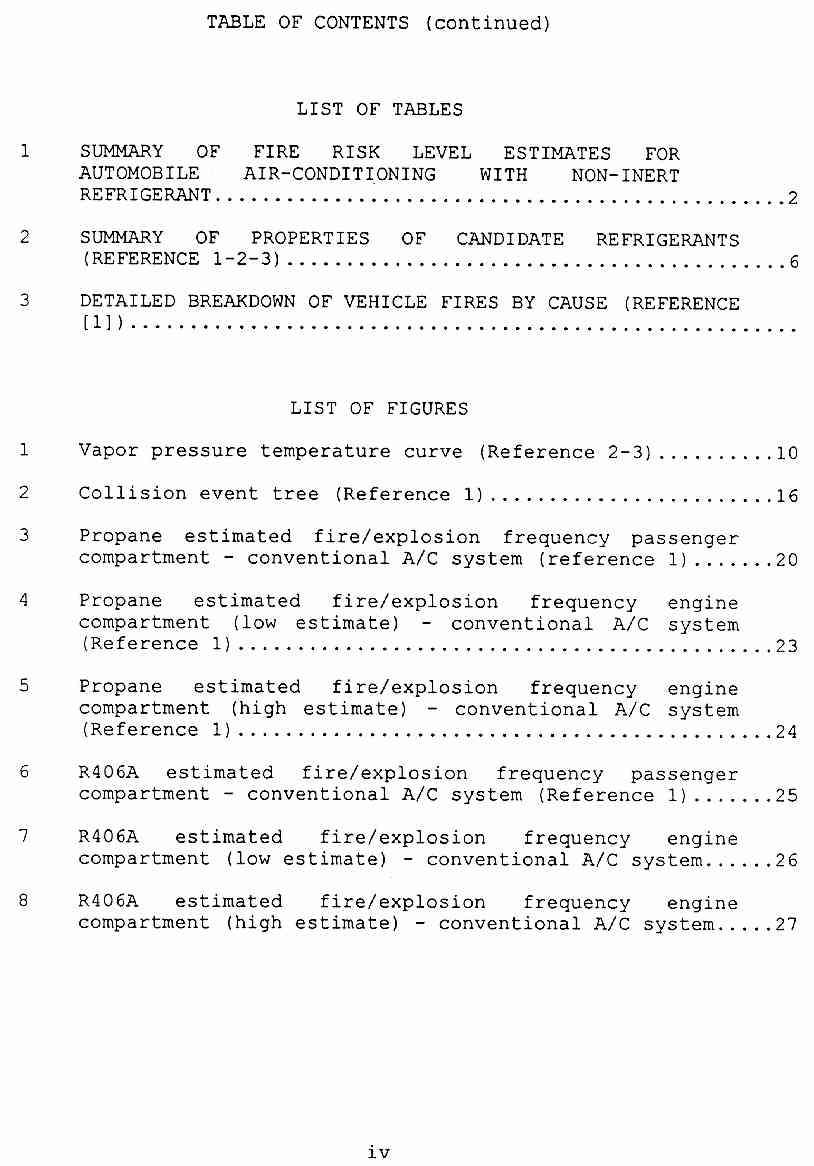 TABLE OF CONTENTS (continued)
LIST OF TABLES
1 SUMMARY OF FIRE RISK LEVEL ESTIMATES FOR
AUTOMOBILE AIR-CONDITIONING WITH NON-INERT
REFRIGERANT................................................2
2 SUMMARY OF PROPERTIES OF CANDIDATE REFRIGERANTS
(REFERENCE 1-2-3)..........................................6
3 DETAILED BREAKDOWN OF VEHICLE FIRES BY CAUSE (REFERENCE
[1])........................................................
LIST OF FIGURES
1 Vapor pressure temperature curve (Reference 2-3)..........10
2 Collision event tree (Reference 1)........................16
3 Propane estimated fire/explosion frequency passenger
compartment - conventional A/C system (reference 1).......20
4 Propane estimated fire/explosion frequency engine
compartment (low estimate) - conventional A/C system
(Reference 1).............................................23
5 Propane estimated fire/explosion frequency engine
compartment (high estimate) - conventional A/C system
(Reference 1).............................................24
6 R406A estimated fire/explosion frequency passenger
compartment - conventional A/C system (Reference 1).......25
7 R406A estimated fire/explosion frequency engine
compartment (low estimate) - conventional A/C system......26
8 R406A estimated fire/explosion frequency engine
compartment (high estimate) - conventional A/C system.....27
iv